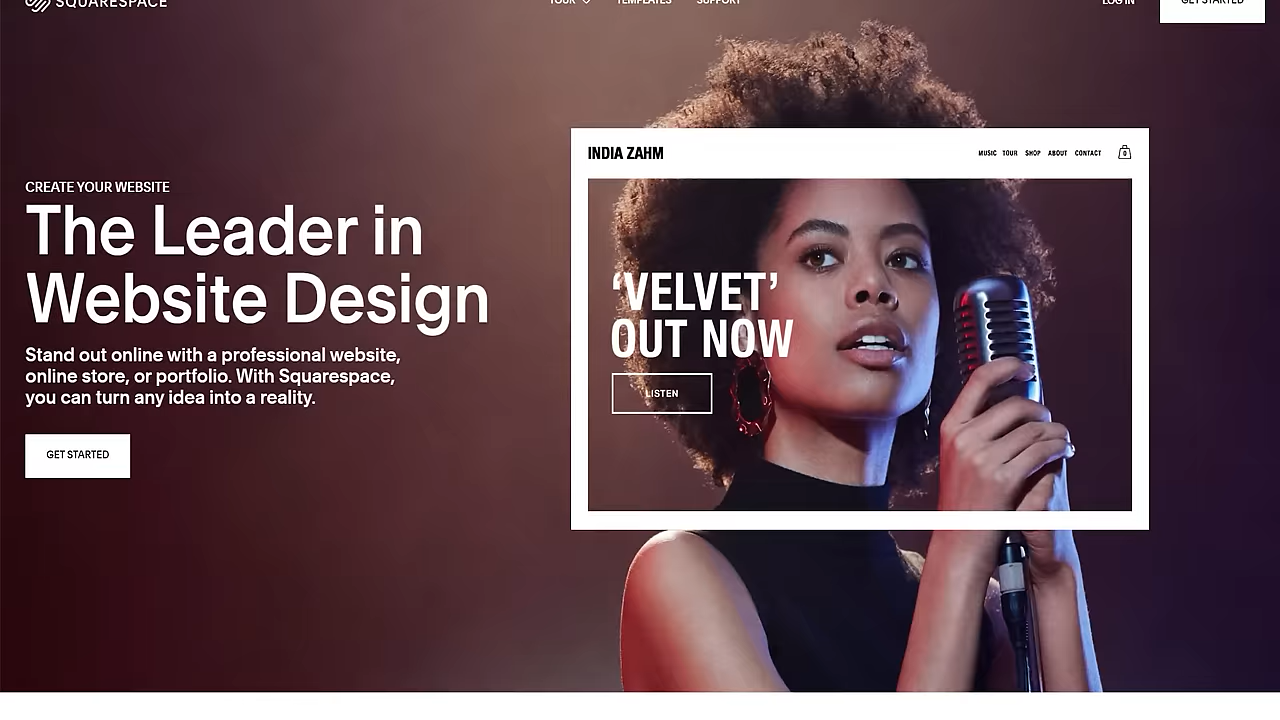 SQUARESPACE
TOUR TEMPLATES SUPPORT
LOG IN
GET STARTED
CREATE YOUR WEBSITE
The Leader in
Website Design
Stand out online with a professional website,
online store, or portfolio. With Squarespace,
you can turn any idea into a reality.
GET STARTED
INDIA ZAHM
MUSIC TOUR SHOP ABOUT CONTACT 0
‘VELVET’
OUT NOW
LISTEN